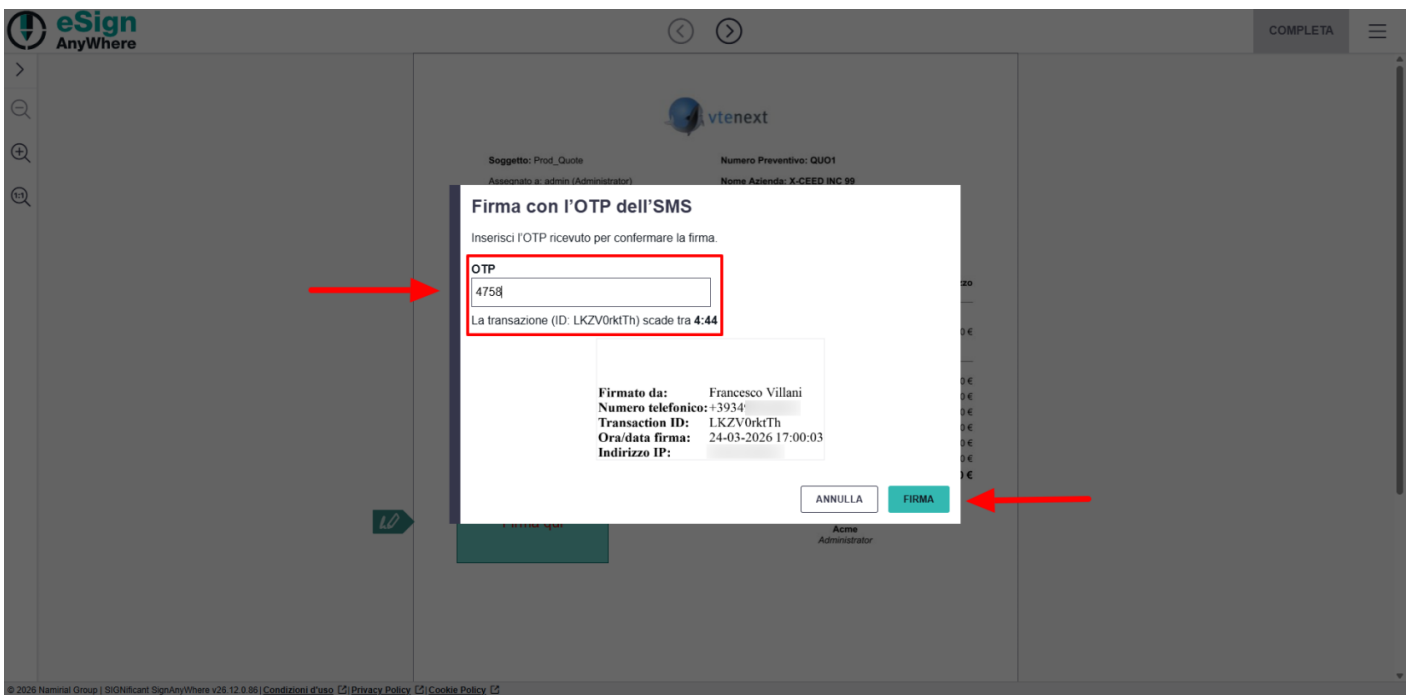 eSign
AnyWhere
COMPLETA
vtenext
Soggetto: Prod_Quote
Numero Preventivo: QUO1
Assegnato a: admin (Administrator)
Nome Azienda: X-CEED INC 99
Firma con l'OTP dell'SMS
Inserisci l'OTP ricevuto per confermare la firma.
OTP
4758
La transazione (ID: LKZV0rktTh) scade tra 4:44
Firmato da: Francesco Villani
Numero telefonico: +3934
Transaction ID: LKZV0rktTh
Ora/data firma: 24-03-2026 17:00:03
Indirizzo IP:
ANNULLA
FIRMA
Firma qui
Acme
Administrator
© 2026 Namirial Group | SIGNificant SignAnyWhere v26.12.0.86 | Condizioni d'uso | Privacy Policy | Cookie Policy